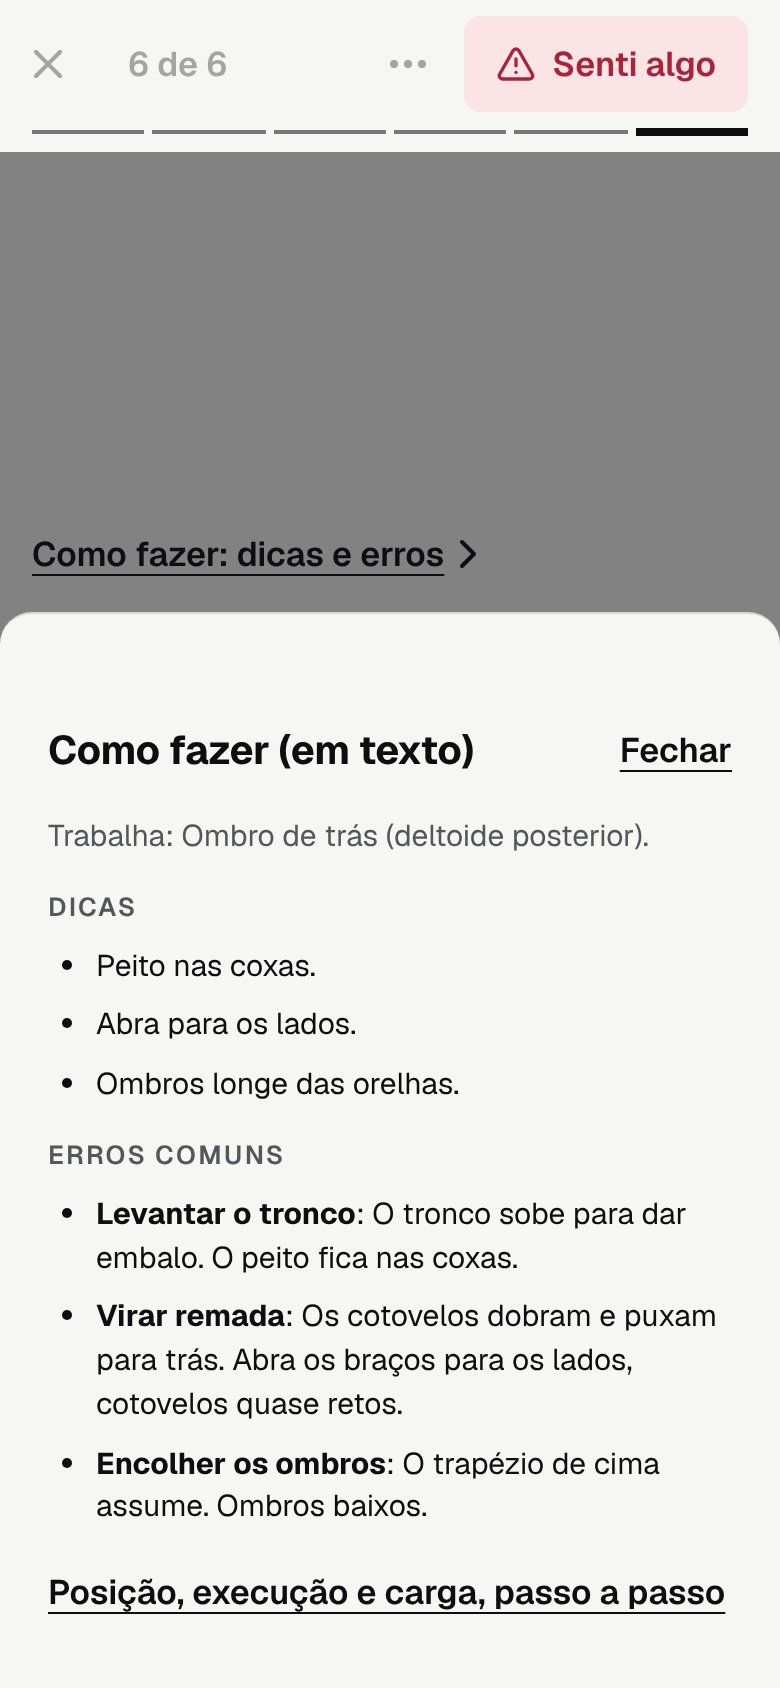 6 de 6
Senti algo
Como fazer: dicas e erros
Como fazer (em texto)
Fechar
Trabalha: Ombro de trás (deltoide posterior).
DICAS
• Peito nas coxas.
• Abra para os lados.
• Ombros longe das orelhas.
ERROS COMUNS
• Levantar o tronco: O tronco sobe para dar
embalo. O peito fica nas coxas.
• Virar remada: Os cotovelos dobram e puxam
para trás. Abra os braços para os lados,
cotovelos quase retos.
• Encolher os ombros: O trapézio de cima
assume. Ombros baixos.
Posição, execução e carga, passo a passo